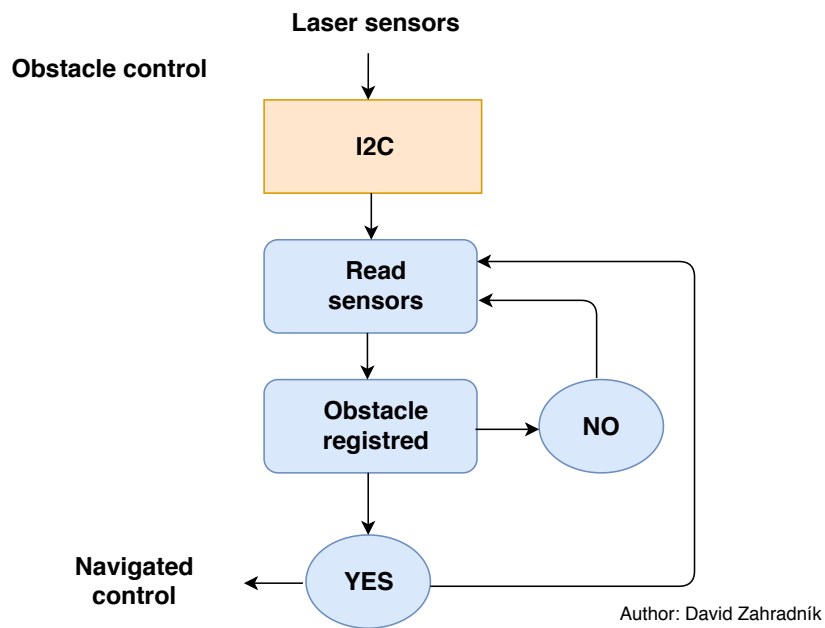 Laser sensors
Obstacle control
I2C
Read
sensors
Obstacle
registred
NO
YES
Navigated
control
Author: David Zahradník